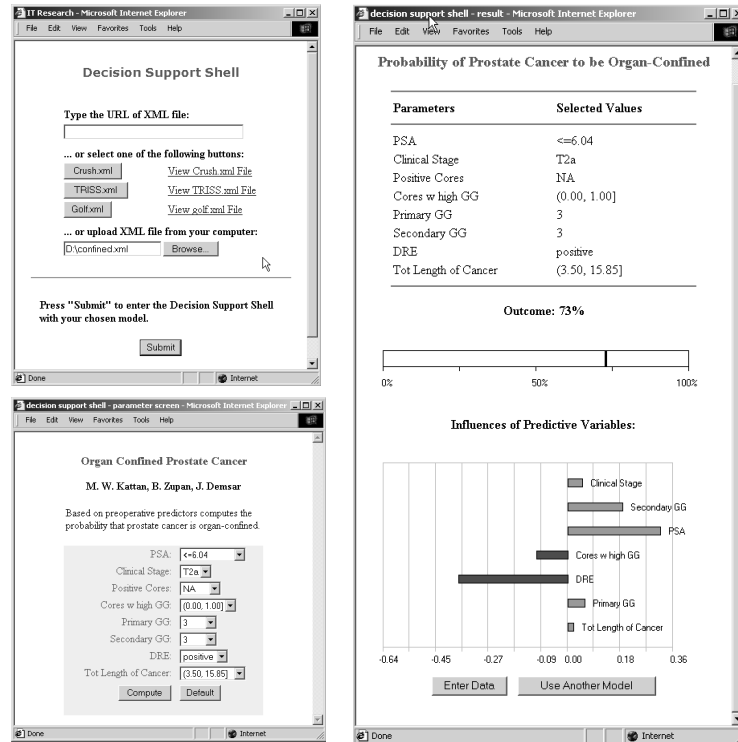 IT Research - Microsoft Internet Explorer
File Edit View Favorites Tools Help
Decision Support Shell
Type the URL of XML file:
... or select one of the following buttons:
Crush.xml View Crush.xml File
TRISS.xml View TRISS.xml File
Golf.xml View golf.xml File
... or upload XML file from your computer:
D:\confined.xml Browse...
Press "Submit" to enter the Decision Support Shell
with your chosen model.
Submit
Done Internet
decision support shell - parameter screen - Microsoft Internet Explorer
File Edit View Favorites Tools Help
Organ Confined Prostate Cancer
M. W. Kattan, B. Zupan, J. Demsar
Based on preoperative predictors computes the
probability that prostate cancer is organ-confined.
PSA: <=6.04
Clinical Stage: T2a
Positive Cores: NA
Cores w high GG: (0.00, 1.00]
Primary GG: 3
Secondary GG: 3
DRE: positive
Tot Length of Cancer: (3.50, 15.85]
Compute Default
Done Internet
decision support shell - result - Microsoft Internet Explorer
File Edit View Favorites Tools Help
Probability of Prostate Cancer to be Organ-Confined
Parameters Selected Values
PSA <=6.04
Clinical Stage T2a
Positive Cores NA
Cores w high GG (0.00, 1.00]
Primary GG 3
Secondary GG 3
DRE positive
Tot Length of Cancer (3.50, 15.85]
Outcome: 73%
0% 50% 100%
Influences of Predictive Variables:
Clinical Stage
Secondary GG
PSA
Cores w high GG
DRE
Primary GG
Tot Length of Cancer
-0.64 -0.45 -0.27 -0.09 0.00 0.18 0.36
Enter Data Use Another Model
Done Internet